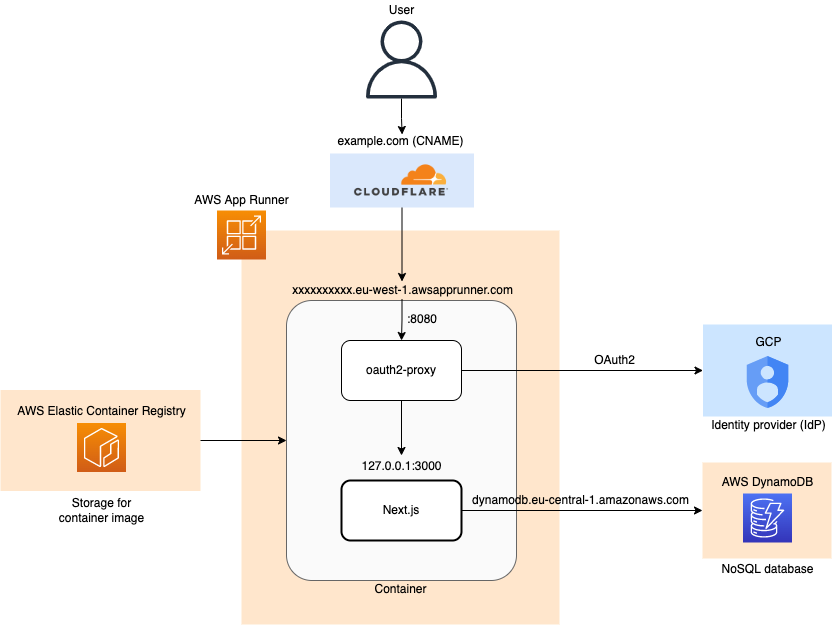 User
example.com (CNAME)
CLOUDFLARE
AWS App Runner
xxxxxxxxxx.eu-west-1.awsapprunner.com
:8080
oauth2-proxy
OAuth2
GCP
Identity provider (IdP)
AWS Elastic Container Registry
Storage for
container image
127.0.0.1:3000
Next.js
dynamodb.eu-central-1.amazonaws.com
AWS DynamoDB
NoSQL database
Container